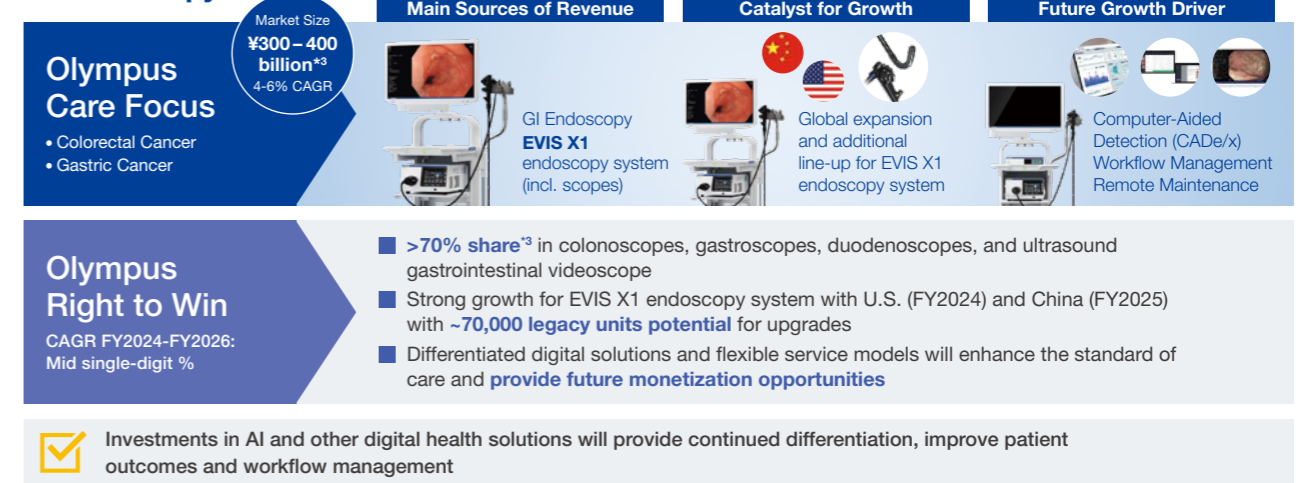 Main Sources of Revenue
Catalyst for Growth
Future Growth Driver
Market Size
¥300–400
billion*3
4-6% CAGR
Olympus
Care Focus
• Colorectal Cancer
• Gastric Cancer
GI Endoscopy
EVIS X1
endoscopy system
(incl. scopes)
Global expansion
and additional
line-up for EVIS X1
endoscopy system
Computer-Aided
Detection (CADe/x)
Workflow Management
Remote Maintenance
Olympus
Right to Win
CAGR FY2024-FY2026:
Mid single-digit %
>70% share*3 in colonoscopes, gastroscopes, duodenoscopes, and ultrasound
gastrointestinal videoscope
Strong growth for EVIS X1 endoscopy system with U.S. (FY2024) and China (FY2025)
with ~70,000 legacy units potential for upgrades
Differentiated digital solutions and flexible service models will enhance the standard of
care and provide future monetization opportunities
Investments in AI and other digital health solutions will provide continued differentiation, improve patient
outcomes and workflow management